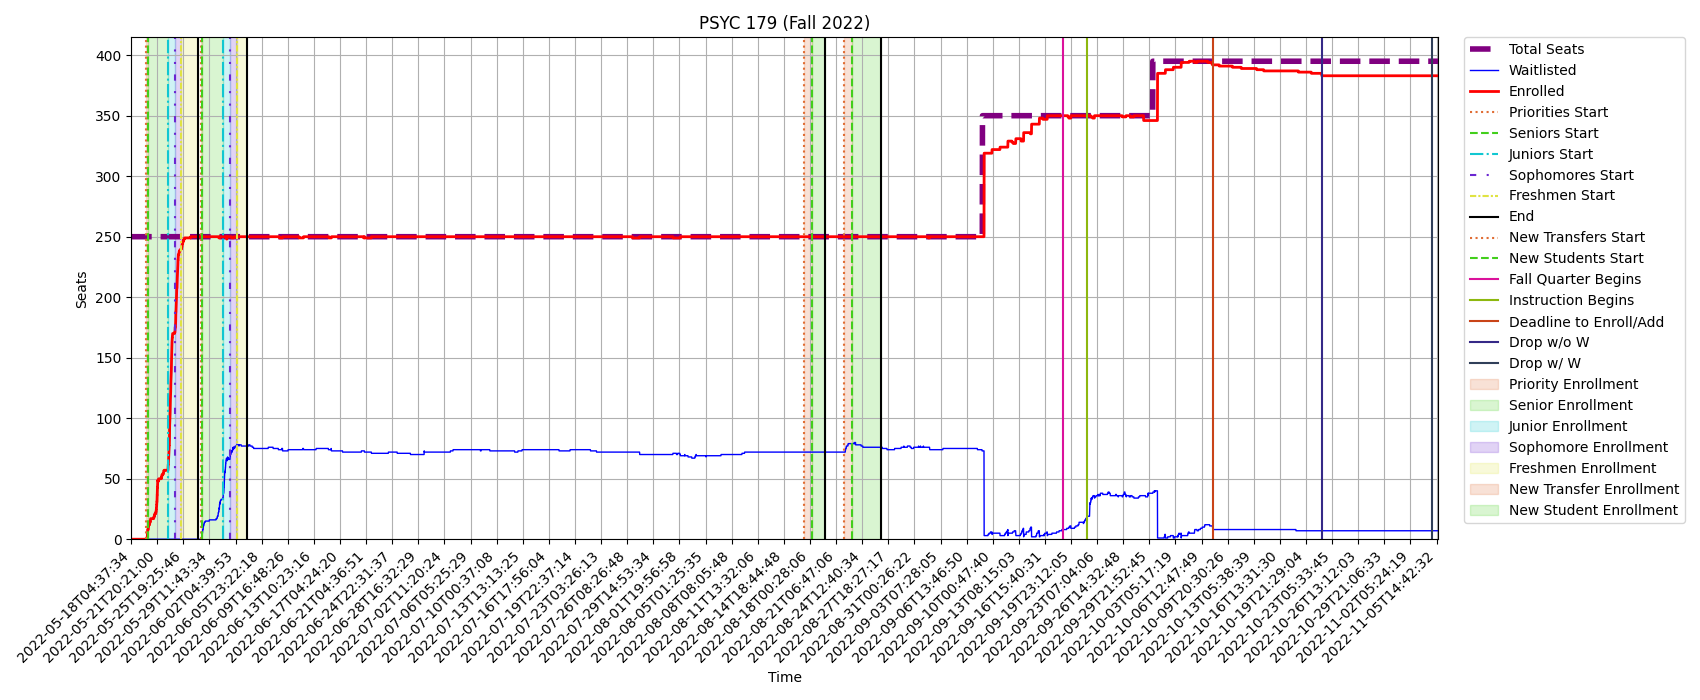 PSYC 179 (Fall 2022)
Seats
400
350
300
250
200
150
100
50
0
2022-05-18T04:37:34
2022-05-21T20:21:00
2022-05-25T19:25:46
2022-05-29T11:43:34
2022-06-02T04:39:53
2022-06-05T23:22:18
2022-06-09T16:48:26
2022-06-13T10:23:16
2022-06-17T04:24:20
2022-06-21T04:36:51
2022-06-24T22:31:37
2022-06-28T16:32:29
2022-07-02T11:20:24
2022-07-06T05:25:29
2022-07-10T00:37:08
2022-07-13T13:13:25
2022-07-16T17:56:04
2022-07-19T22:37:14
2022-07-23T03:26:13
2022-07-26T08:26:48
2022-07-29T14:53:34
2022-08-01T19:56:58
2022-08-05T01:25:35
2022-08-08T08:05:48
2022-08-11T13:32:06
2022-08-14T18:44:48
2022-08-18T00:28:06
2022-08-21T06:47:06
2022-08-24T12:40:34
2022-08-27T18:27:17
2022-08-31T00:26:22
2022-09-03T07:28:05
2022-09-06T13:46:50
2022-09-10T00:47:40
2022-09-13T08:15:03
2022-09-16T15:40:31
2022-09-19T23:12:05
2022-09-23T07:04:06
2022-09-26T14:32:48
2022-09-29T21:52:45
2022-10-03T05:17:19
2022-10-06T12:47:49
2022-10-09T20:30:26
2022-10-13T05:38:39
2022-10-16T13:31:30
2022-10-19T21:29:04
2022-10-23T05:33:45
2022-10-26T13:12:03
2022-10-29T21:06:33
2022-11-02T05:24:19
2022-11-05T14:42:32
Time
Total Seats
Waitlisted
Enrolled
Priorities Start
Seniors Start
Juniors Start
Sophomores Start
Freshmen Start
End
New Transfers Start
New Students Start
Fall Quarter Begins
Instruction Begins
Deadline to Enroll/Add
Drop w/o W
Drop w/ W
Priority Enrollment
Senior Enrollment
Junior Enrollment
Sophomore Enrollment
Freshmen Enrollment
New Transfer Enrollment
New Student Enrollment